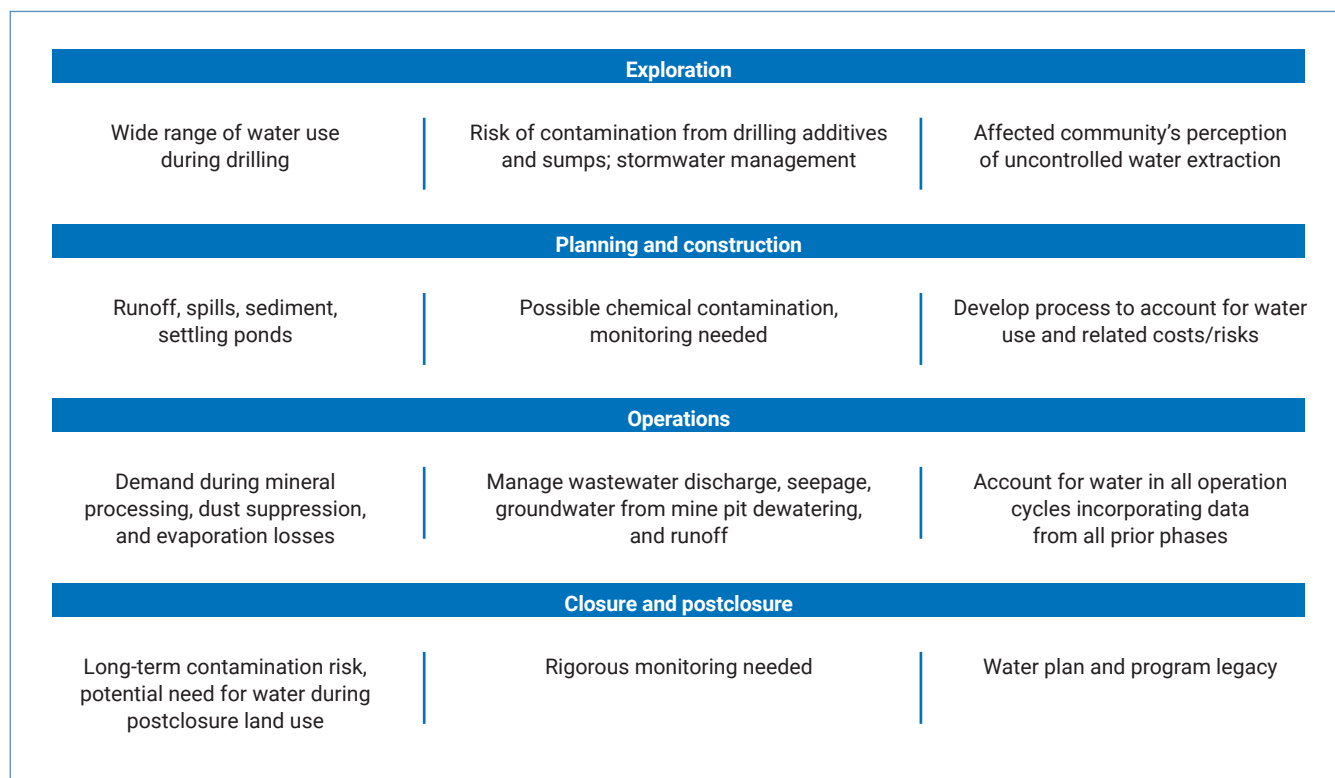 Exploration
Wide range of water use
during drilling
Risk of contamination from drilling additives
and sumps; stormwater management
Affected community’s perception
of uncontrolled water extraction
Planning and construction
Runoff, spills, sediment,
settling ponds
Possible chemical contamination,
monitoring needed
Develop process to account for water
use and related costs/risks
Operations
Demand during mineral
processing, dust suppression,
and evaporation losses
Manage wastewater discharge, seepage,
groundwater from mine pit dewatering,
and runoff
Account for water in all operation
cycles incorporating data
from all prior phases
Closure and postclosure
Long-term contamination risk,
potential need for water during
postclosure land use
Rigorous monitoring needed
Water plan and program legacy